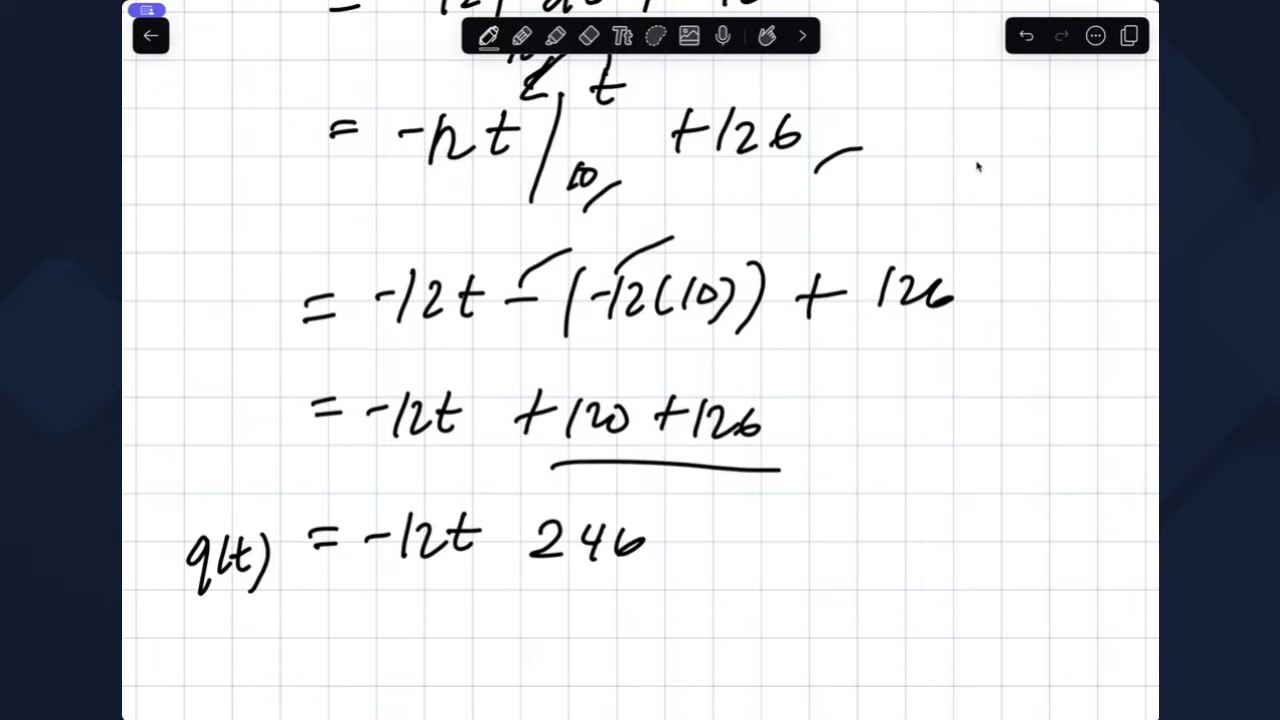 t
= -12t | +126
10
= -12t - (-12(10)) + 126
= -12t +120 +126
q(t) = -12t 246